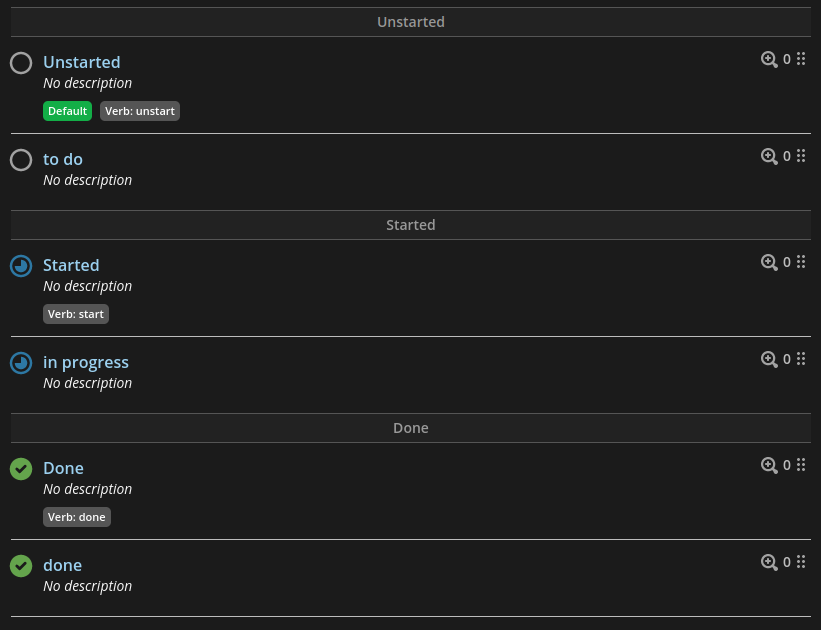 Unstarted
Unstarted 0
No description
Default Verb: unstart
to do 0
No description
Started
Started 0
No description
Verb: start
in progress 0
No description
Done
Done 0
No description
Verb: done
done 0
No description